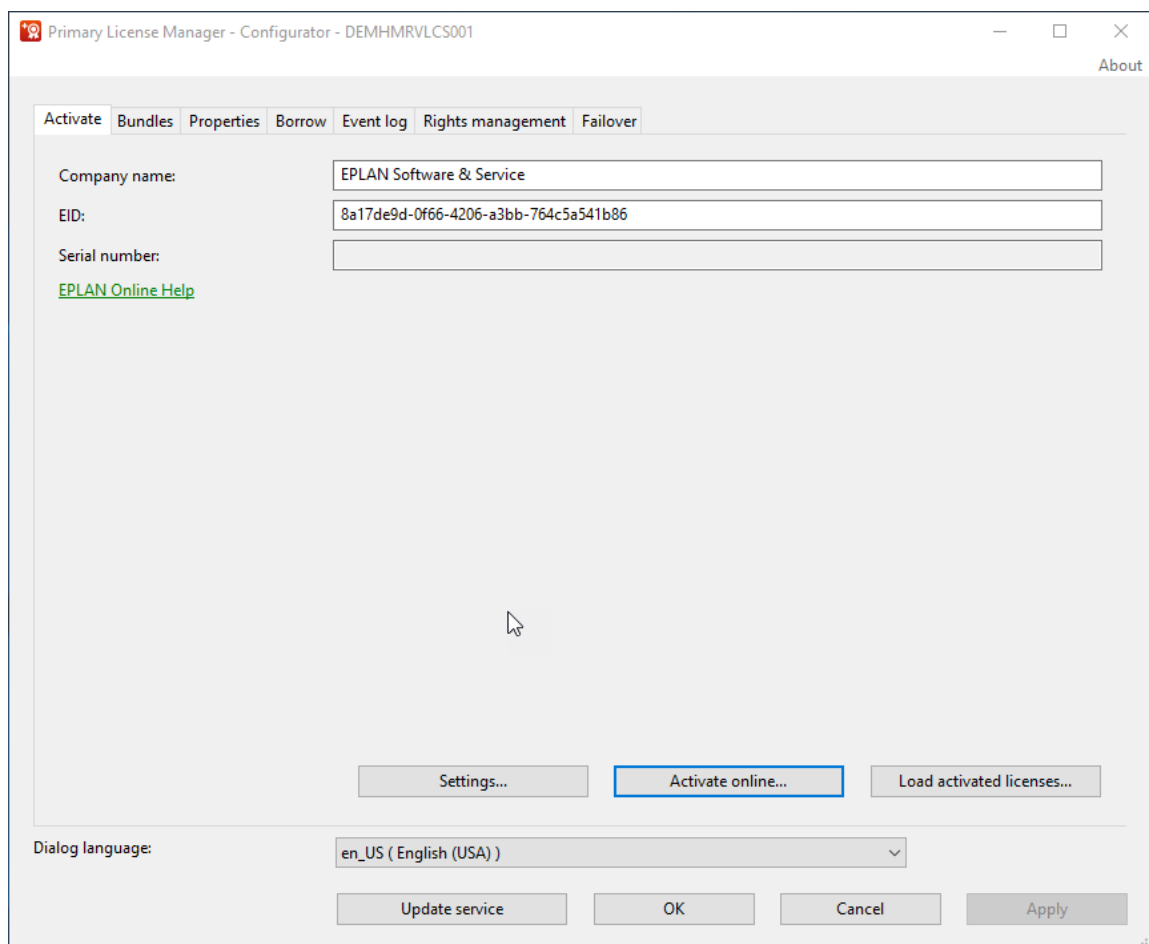 Primary License Manager - Configurator - DEMHMRVLCS001
About
Activate Bundles Properties Borrow Event log Rights management Failover
Company name: EPLAN Software & Service
EID: 8a17de9d-0f66-4206-a3bb-764c5a541b86
Serial number:
EPLAN Online Help
Settings... Activate online... Load activated licenses...
Dialog language: en_US ( English (USA) )
Update service OK Cancel Apply